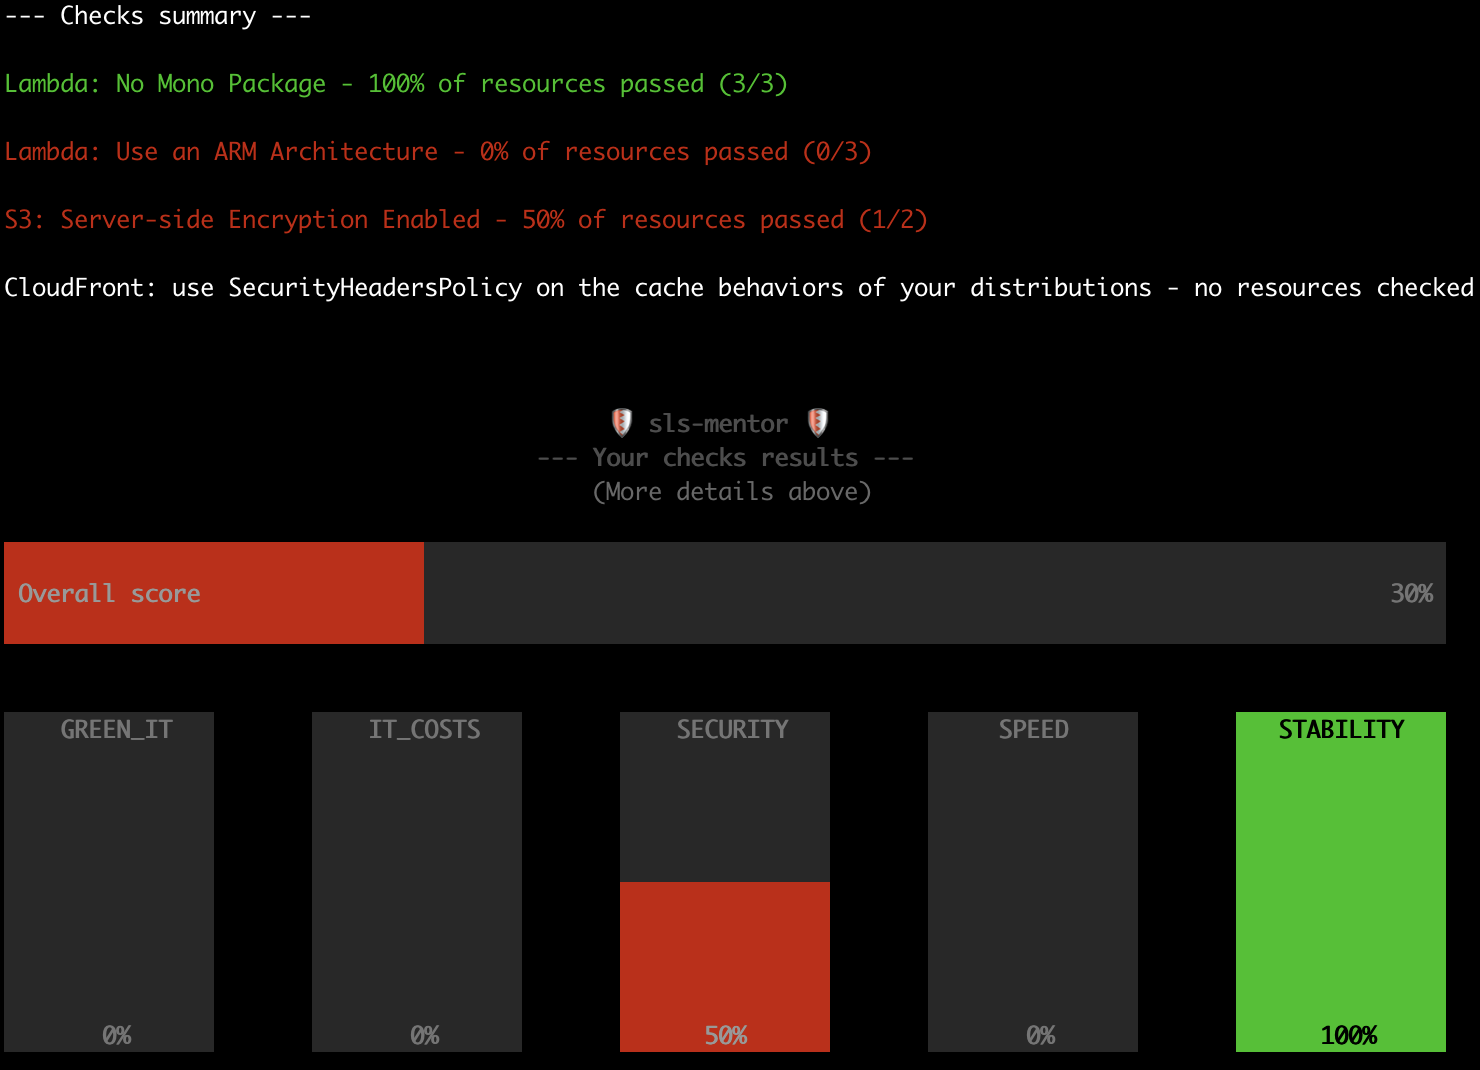 --- Checks summary ---
Lambda: No Mono Package - 100% of resources passed (3/3)
Lambda: Use an ARM Architecture - 0% of resources passed (0/3)
S3: Server-side Encryption Enabled - 50% of resources passed (1/2)
CloudFront: use SecurityHeadersPolicy on the cache behaviors of your distributions - no resources checked
sls-mentor
--- Your checks results ---
(More details above)
Overall score 30%
GREEN_IT IT_COSTS SECURITY SPEED STABILITY
0% 0% 50% 0% 100%